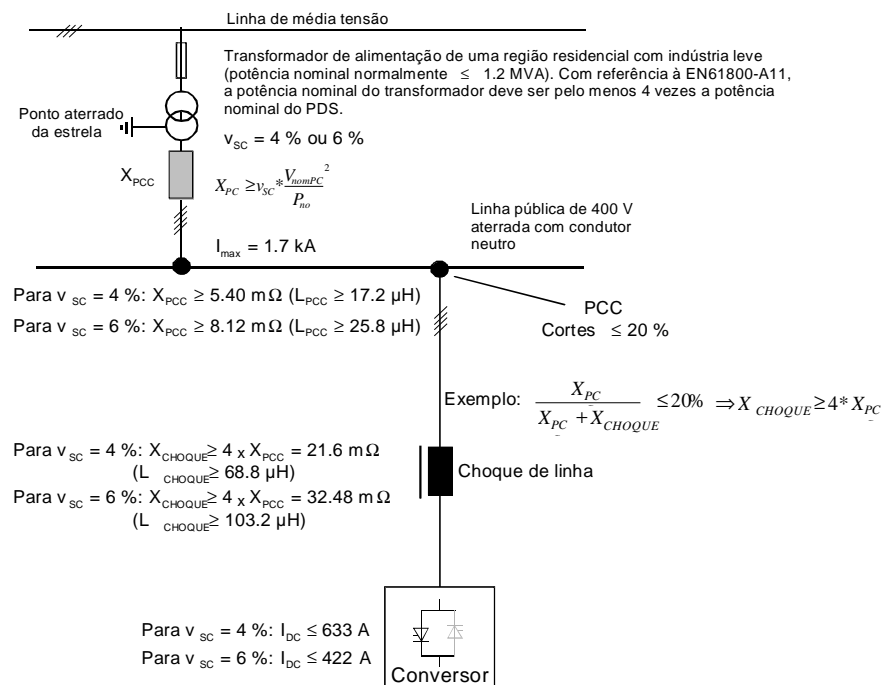 Linha de média tensão
Transformador de alimentação de uma região residencial com indústria leve
(potência nominal normalmente ≤ 1.2 MVA). Com referência à EN61800-A11,
a potência nominal do transformador deve ser pelo menos 4 vezes a potência
nominal do PDS.
Ponto aterrado
da estrela
v_SC = 4 % ou 6 %
X_PCC
X_PC ≥ v_SC * V_nomPC² / P_no
Linha pública de 400 V
aterrada com condutor
neutro
I_max = 1.7 kA
Para v_SC = 4 %: X_PCC ≥ 5.40 mΩ (L_PCC ≥ 17.2 µH)
Para v_SC = 6 %: X_PCC ≥ 8.12 mΩ (L_PCC ≥ 25.8 µH)
PCC
Cortes ≤ 20 %
Exemplo: X_PC / (X_PC + X_CHOQUE) ≤ 20% ⇒ X_CHOQUE ≥ 4 * X_PC
Para v_SC = 4 %: X_CHOQUE ≥ 4 x X_PCC = 21.6 mΩ
(L_CHOQUE ≥ 68.8 µH)
Para v_SC = 6 %: X_CHOQUE ≥ 4 x X_PCC = 32.48 mΩ
(L_CHOQUE ≥ 103.2 µH)
Choque de linha
Para v_SC = 4 %: I_DC ≤ 633 A
Para v_SC = 6 %: I_DC ≤ 422 A
Conversor